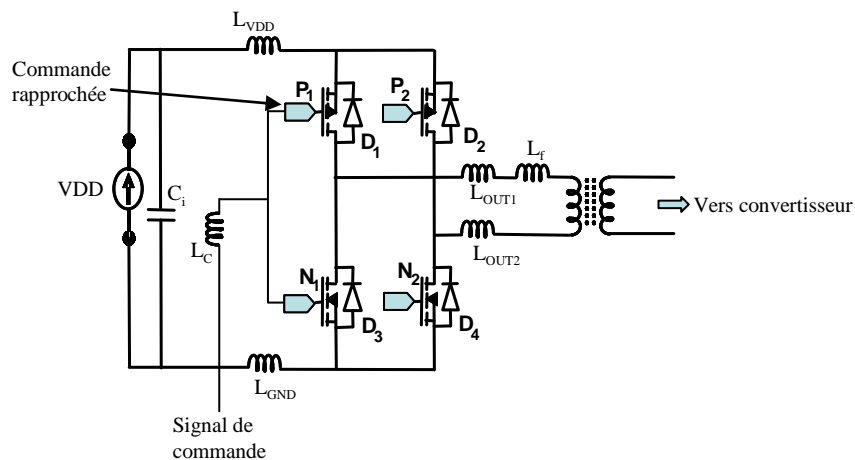 L_VDD
Commande
rapprochée
P1
P2
D1
D2
Lf
LOUT1
VDD
Ci
Vers convertisseur
LC
LOUT2
N1
N2
D3
D4
LGND
Signal de
commande